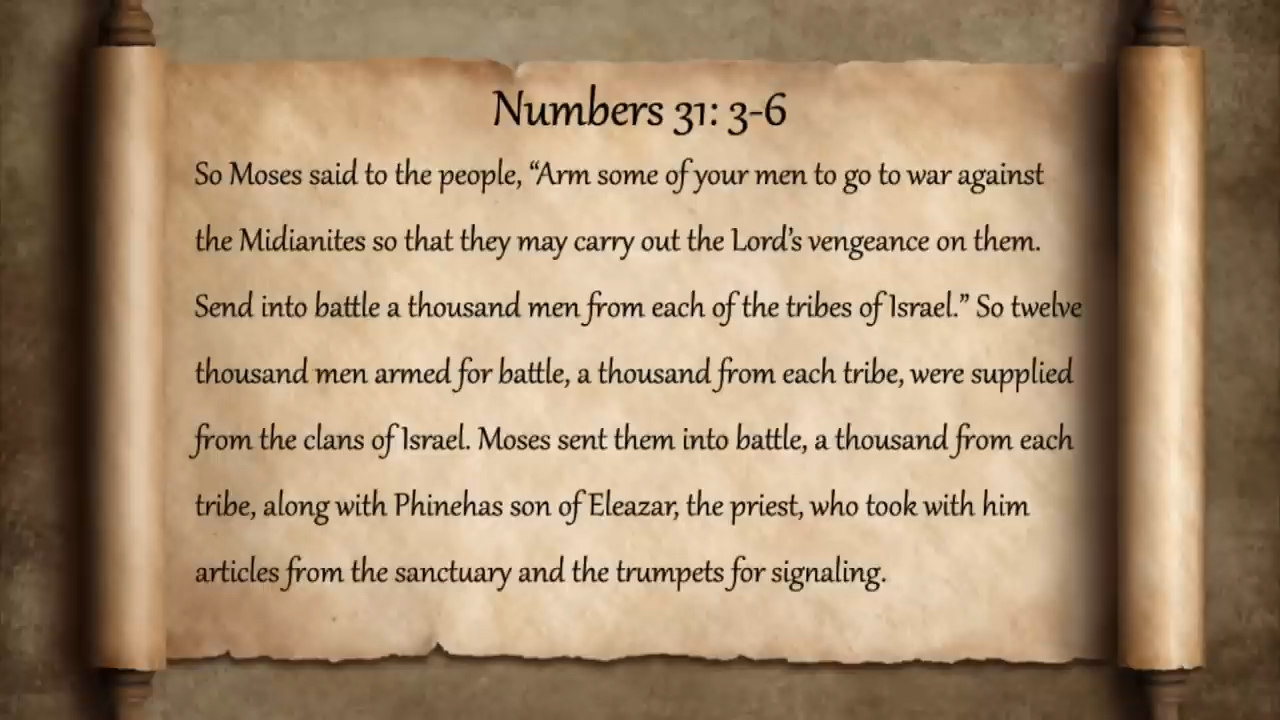 Numbers 31: 3-6
So Moses said to the people, “Arm some of your men to go to war against
the Midianites so that they may carry out the Lord’s vengeance on them.
Send into battle a thousand men from each of the tribes of Israel.” So twelve
thousand men armed for battle, a thousand from each tribe, were supplied
from the clans of Israel. Moses sent them into battle, a thousand from each
tribe, along with Phinehas son of Eleazar, the priest, who took with him
articles from the sanctuary and the trumpets for signaling.